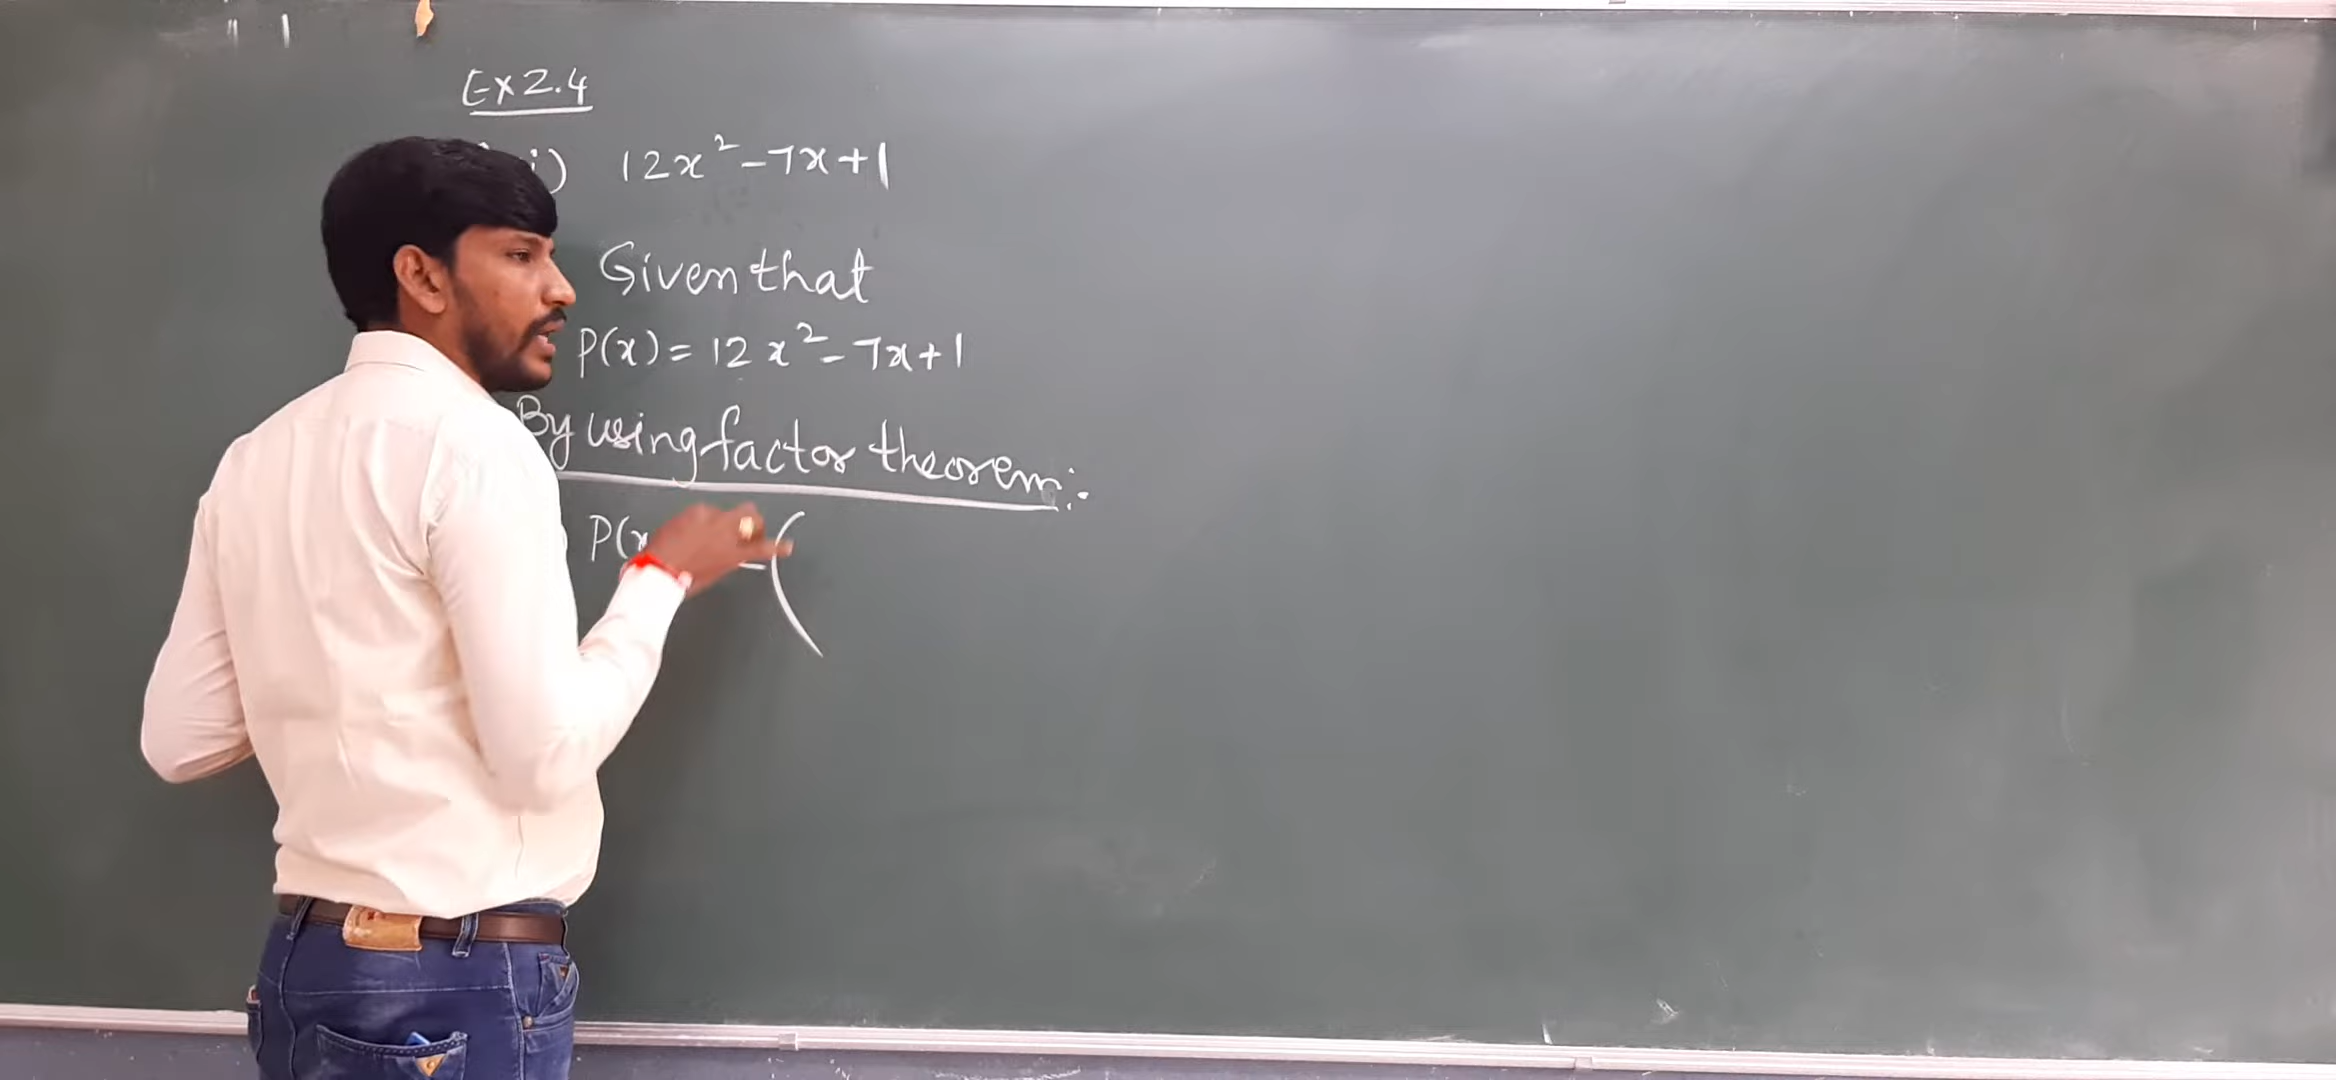 Ex 2.4
i) 12x² - 7x + 1
Given that
P(x) = 12x² - 7x + 1
By using factor theorem:-
P(x = (